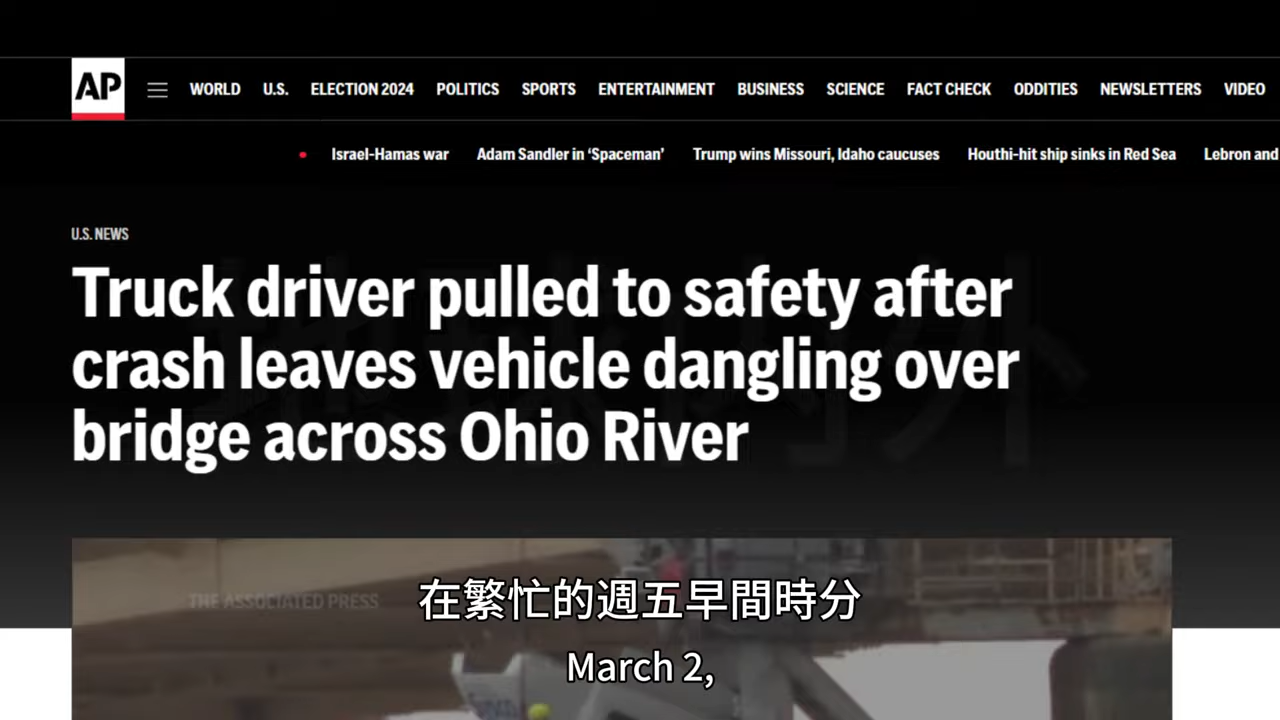 AP
WORLD U.S. ELECTION 2024 POLITICS SPORTS ENTERTAINMENT BUSINESS SCIENCE FACT CHECK ODDITIES NEWSLETTERS VIDEO
Israel-Hamas war Adam Sandler in ‘Spaceman’ Trump wins Missouri, Idaho caucuses Houthi-hit ship sinks in Red Sea Lebron and
U.S. NEWS
Truck driver pulled to safety after
crash leaves vehicle dangling over
bridge across Ohio River
THE ASSOCIATED PRESS
在繁忙的週五早間時分
March 2,